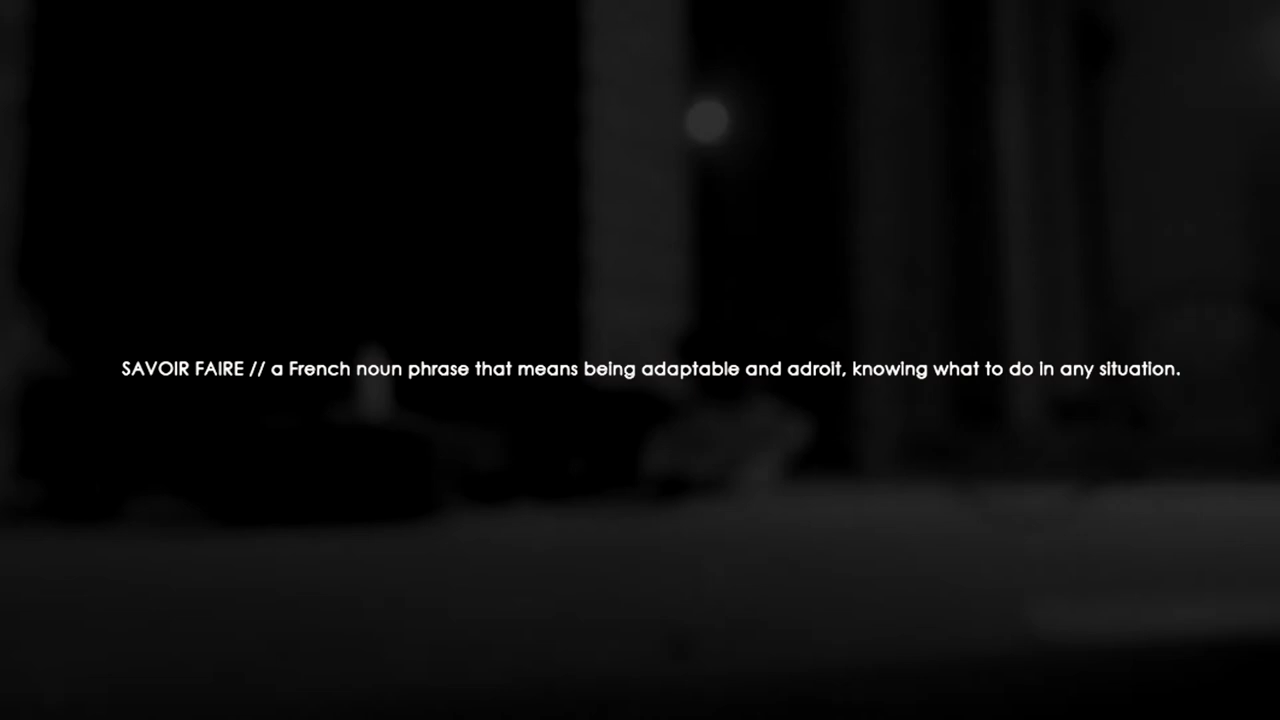 SAVOIR FAIRE // a French noun phrase that means being adaptable and adroit, knowing what to do in any situation.